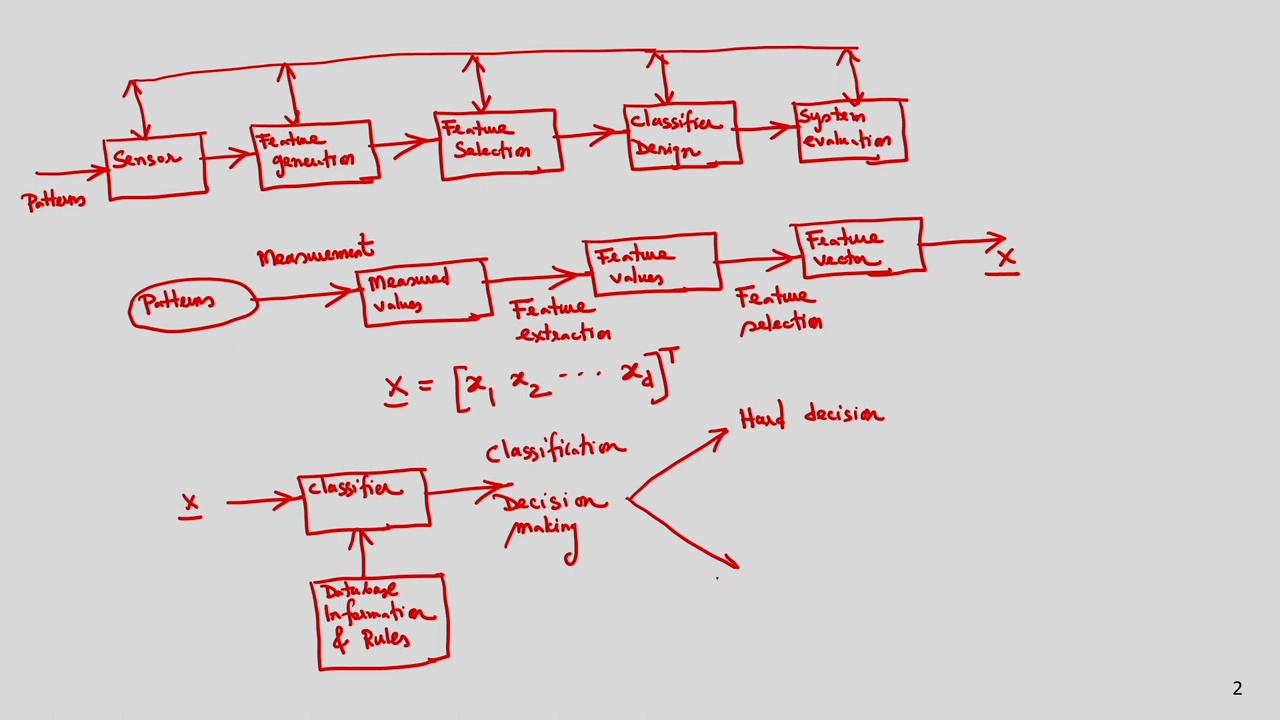 Patterns
Sensor
Feature
generation
Feature
Selection
Classifier
Design
System
evaluation
Patterns
Measurement
Measured
values
Feature
extraction
Feature
values
Feature
selection
Feature
vector
X
X = [x₁ x₂ ... x_d]ᵀ
X
Classifier
Classification
Decision
making
Hard decision
Database
Information
& Rules
2